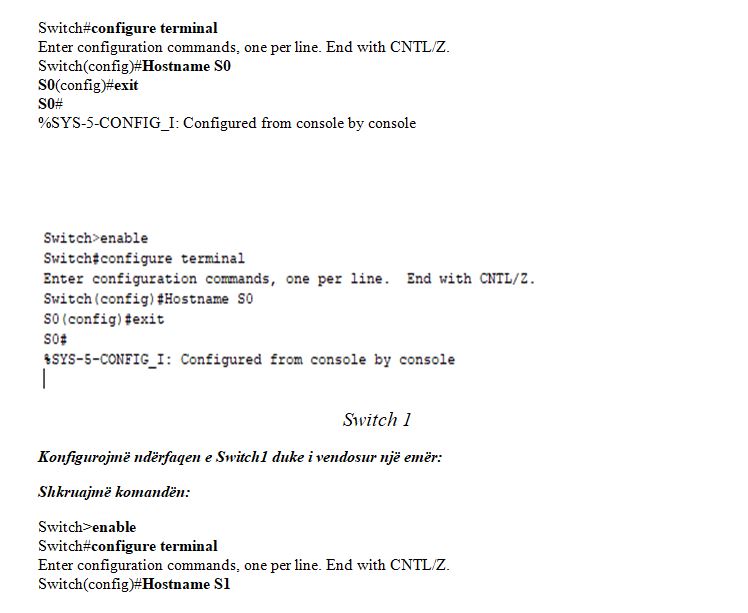 Switch#configure terminal
Enter configuration commands, one per line. End with CNTL/Z.
Switch(config)#Hostname S0
S0(config)#exit
S0#
%SYS-5-CONFIG_I: Configured from console by console
Switch>enable
Switch#configure terminal
Enter configuration commands, one per line.  End with CNTL/Z.
Switch(config)#Hostname S0
S0(config)#exit
S0#
%SYS-5-CONFIG_I: Configured from console by console
Switch 1
Konfigurojmë ndërfaqen e Switch1 duke i vendosur një emër:
Shkruajmë komandën:
Switch>enable
Switch#configure terminal
Enter configuration commands, one per line. End with CNTL/Z.
Switch(config)#Hostname S1